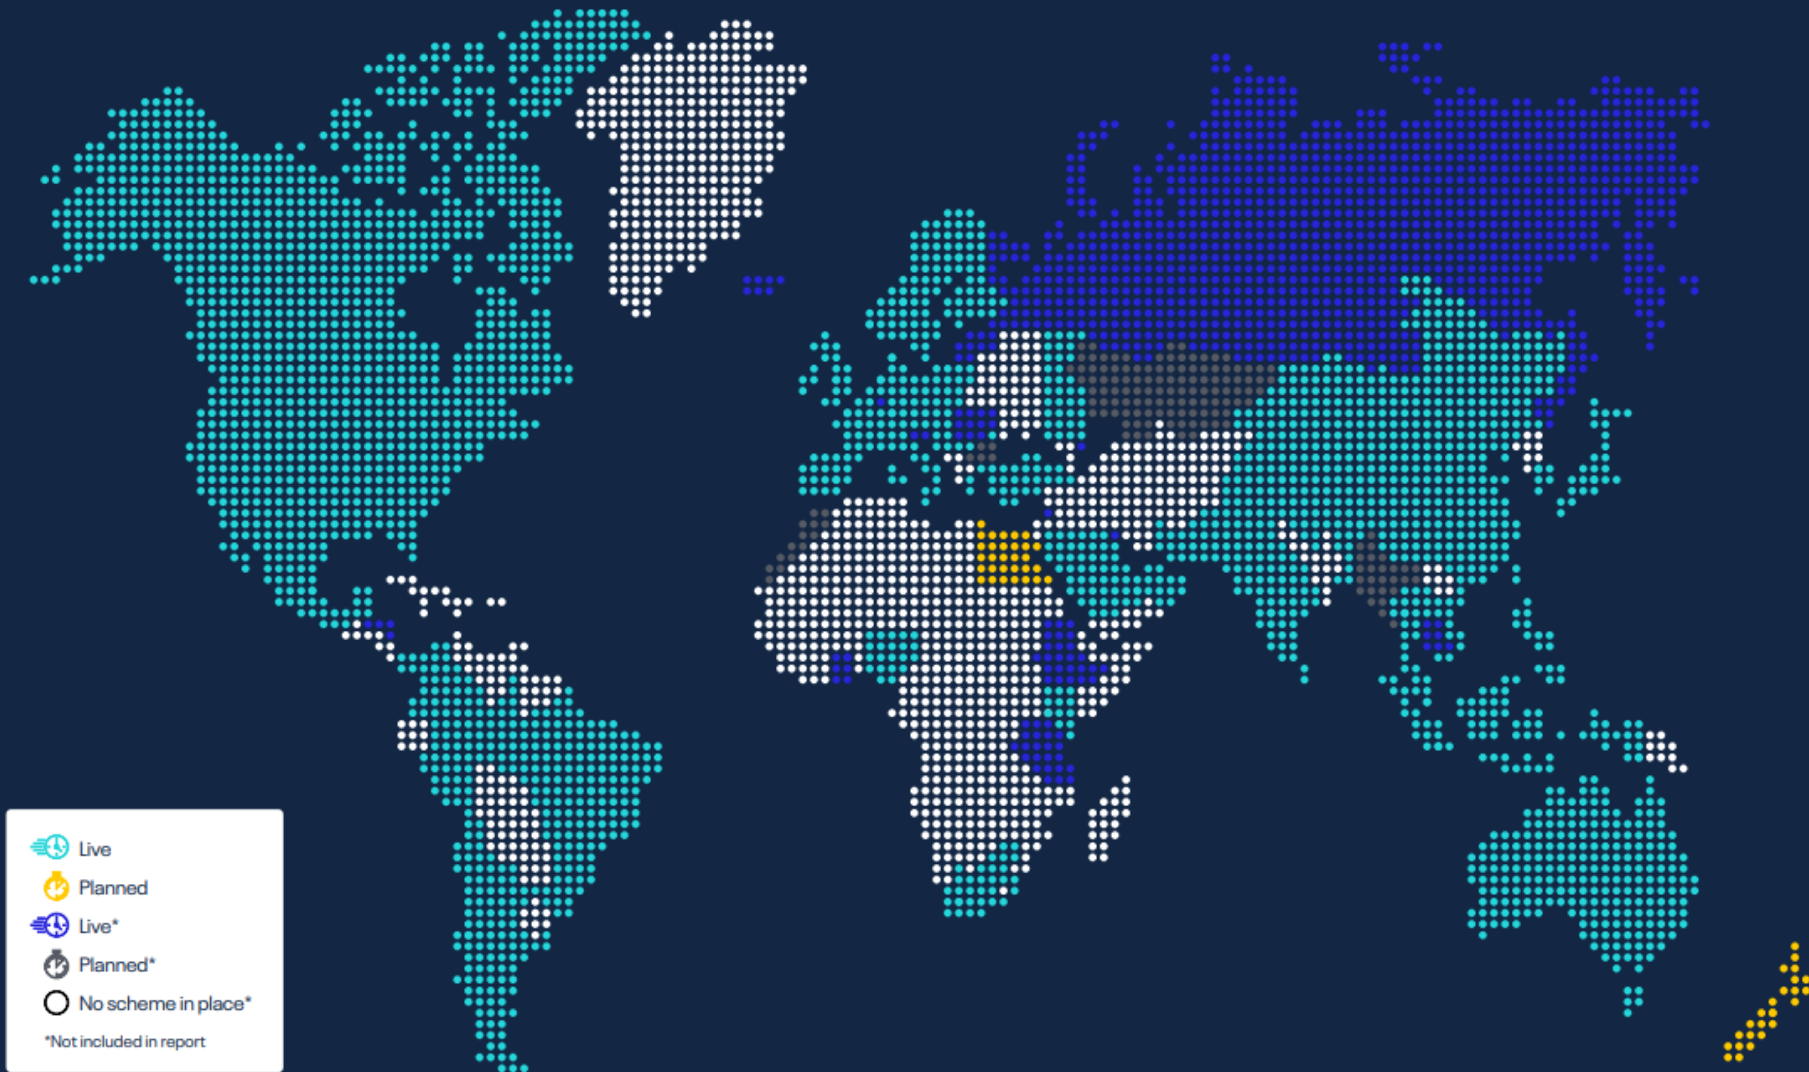 Live
Planned
Live*
Planned*
No scheme in place*
*Not included in report